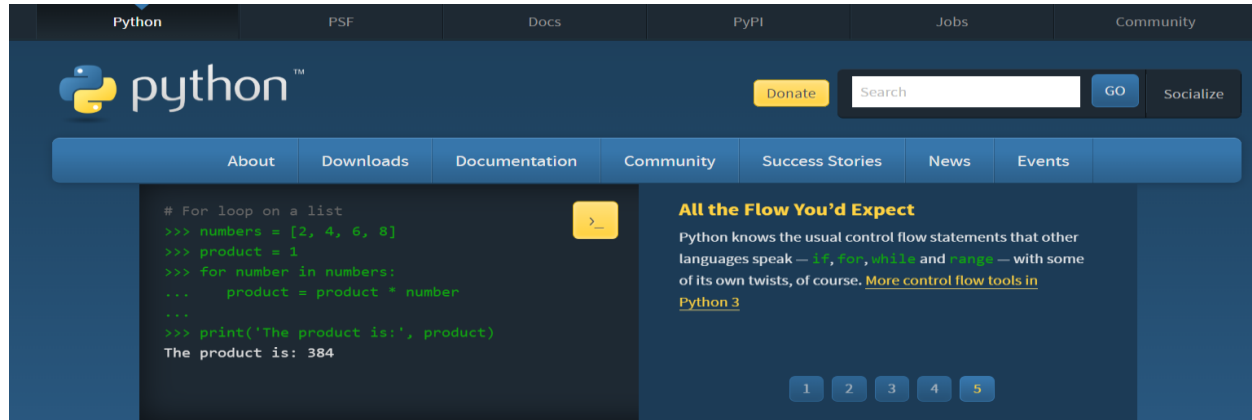 Python PSF Docs PyPI Jobs Community
python™
Donate Search GO Socialize
About Downloads Documentation Community Success Stories News Events
# For loop on a list
>>> numbers = [2, 4, 6, 8]
>>> product = 1
>>> for number in numbers:
...    product = product * number
...
>>> print('The product is:', product)
The product is: 384
>_
All the Flow You’d Expect
Python knows the usual control flow statements that other
languages speak — if, for, while and range — with some
of its own twists, of course. More control flow tools in
Python 3
1 2 3 4 5